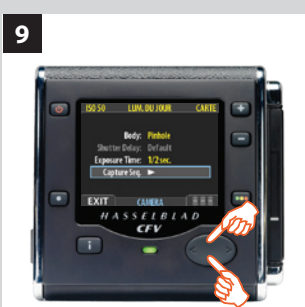 9
ISO 50 LUM. DU JOUR CARTE
Body: Pinhole
Shutter Delay: Default
Exposure Time: 1/2 sec.
Capture Seq.
EXIT CAMERA
HASSELBLAD
CFV
i